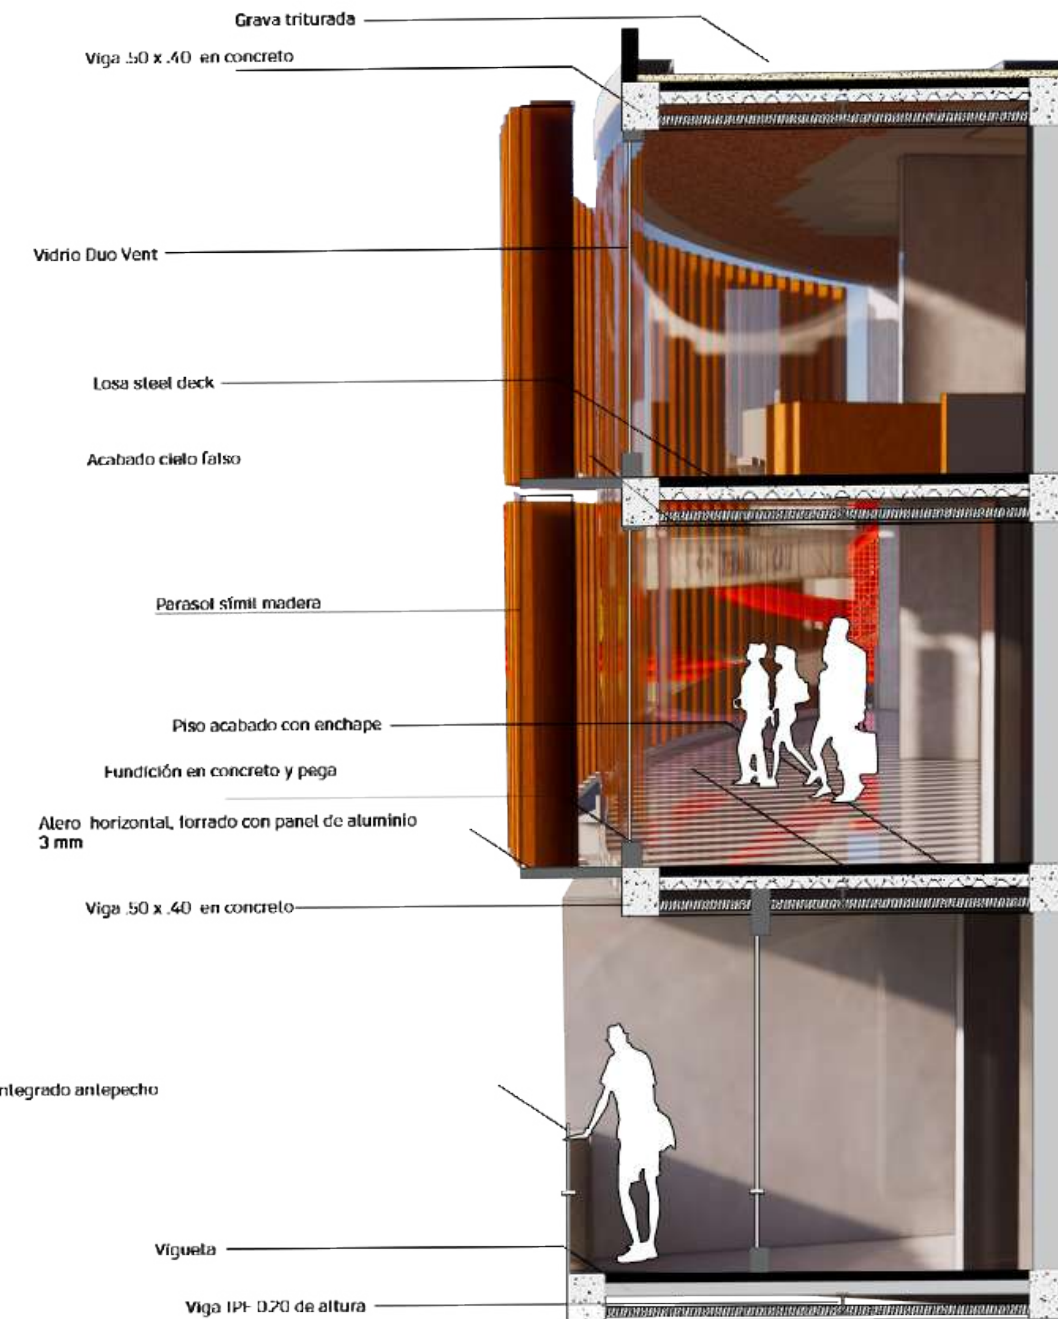 Grava triturada
Viga .50 x .40 en concreto
Vidrio Duo Vent
Losa steel deck
Acabado cielo falso
Parasol símil madera
Piso acabado con enchape
Fundición en concreto y pega
Alero horizontal, forrado con panel de aluminio
3 mm
Viga .50 x .40 en concreto
ntegrado antepecho
Vigueta
Viga IPE 0.20 de altura